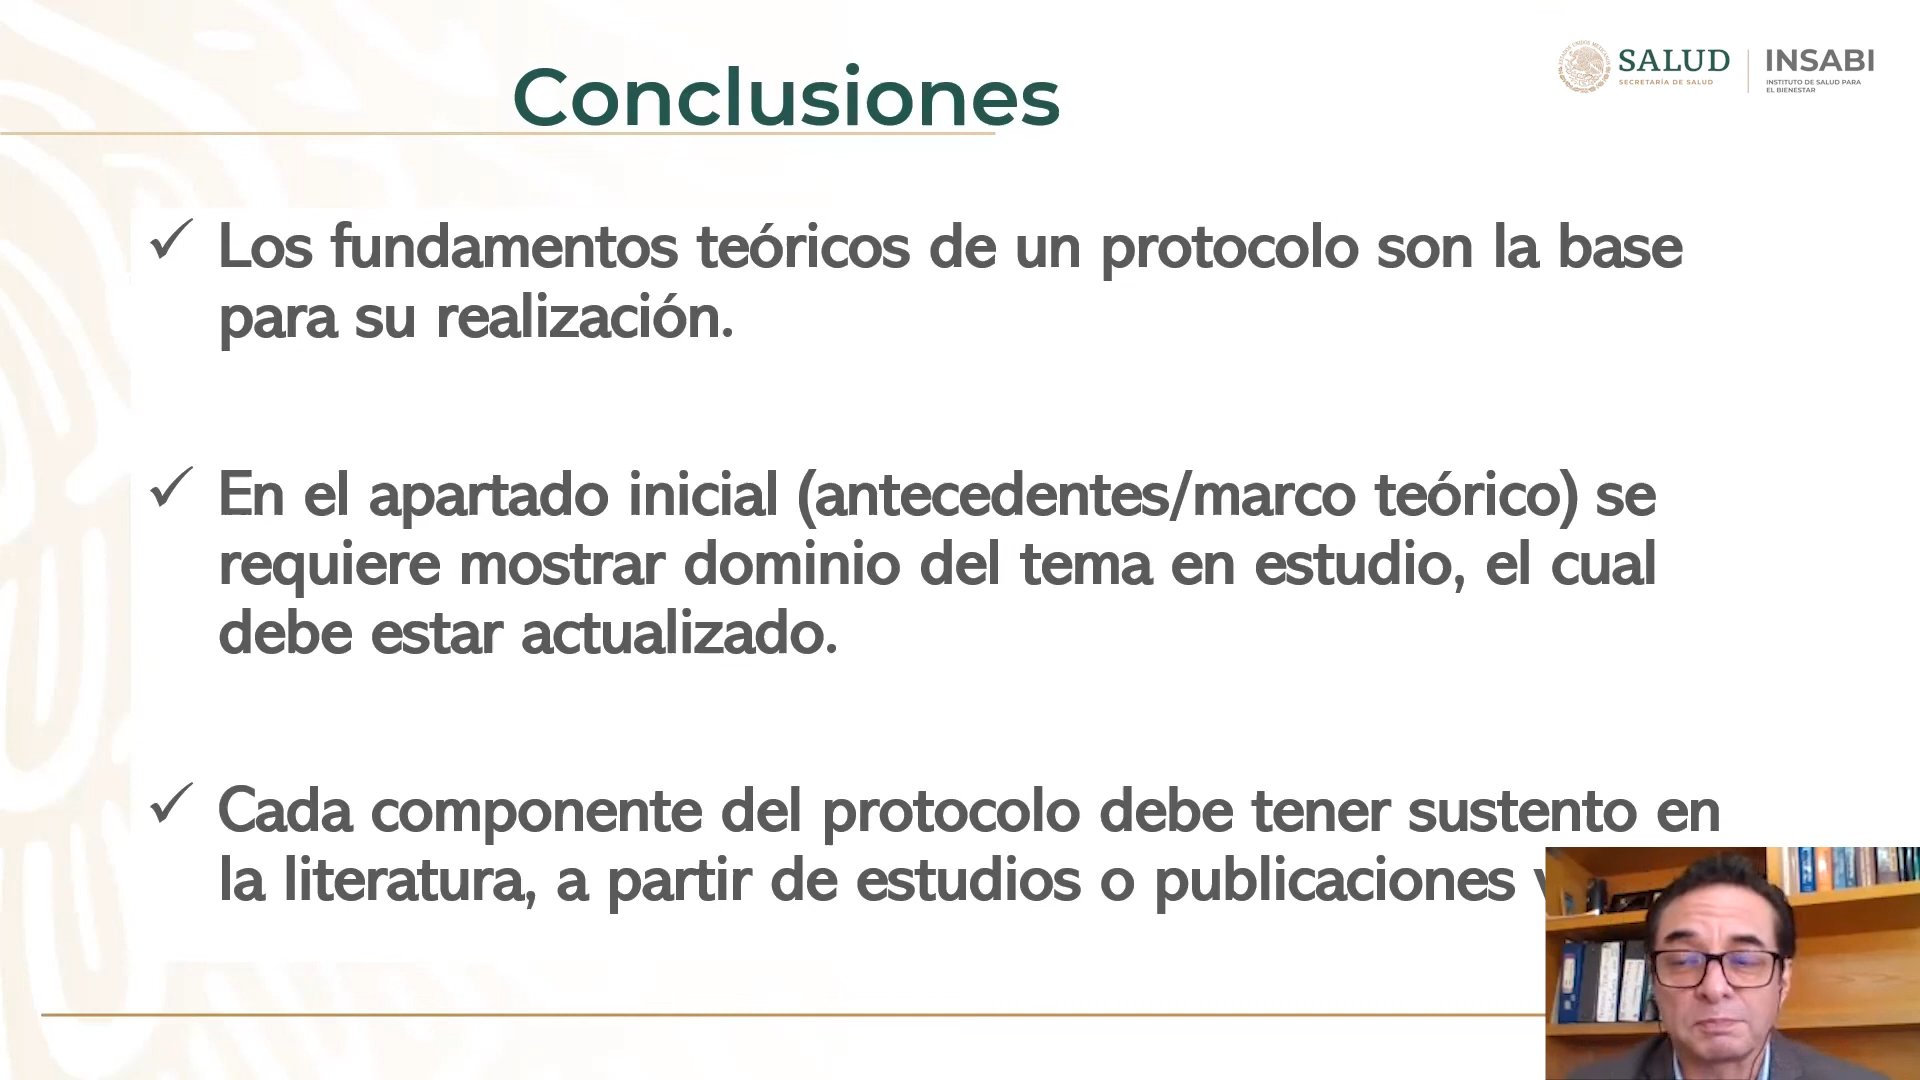 Conclusiones
SALUD
SECRETARÍA DE SALUD
INSABI
INSTITUTO DE SALUD PARA
EL BIENESTAR
✓ Los fundamentos teóricos de un protocolo son la base
para su realización.
✓ En el apartado inicial (antecedentes/marco teórico) se
requiere mostrar dominio del tema en estudio, el cual
debe estar actualizado.
✓ Cada componente del protocolo debe tener sustento en
la literatura, a partir de estudios o publicaciones